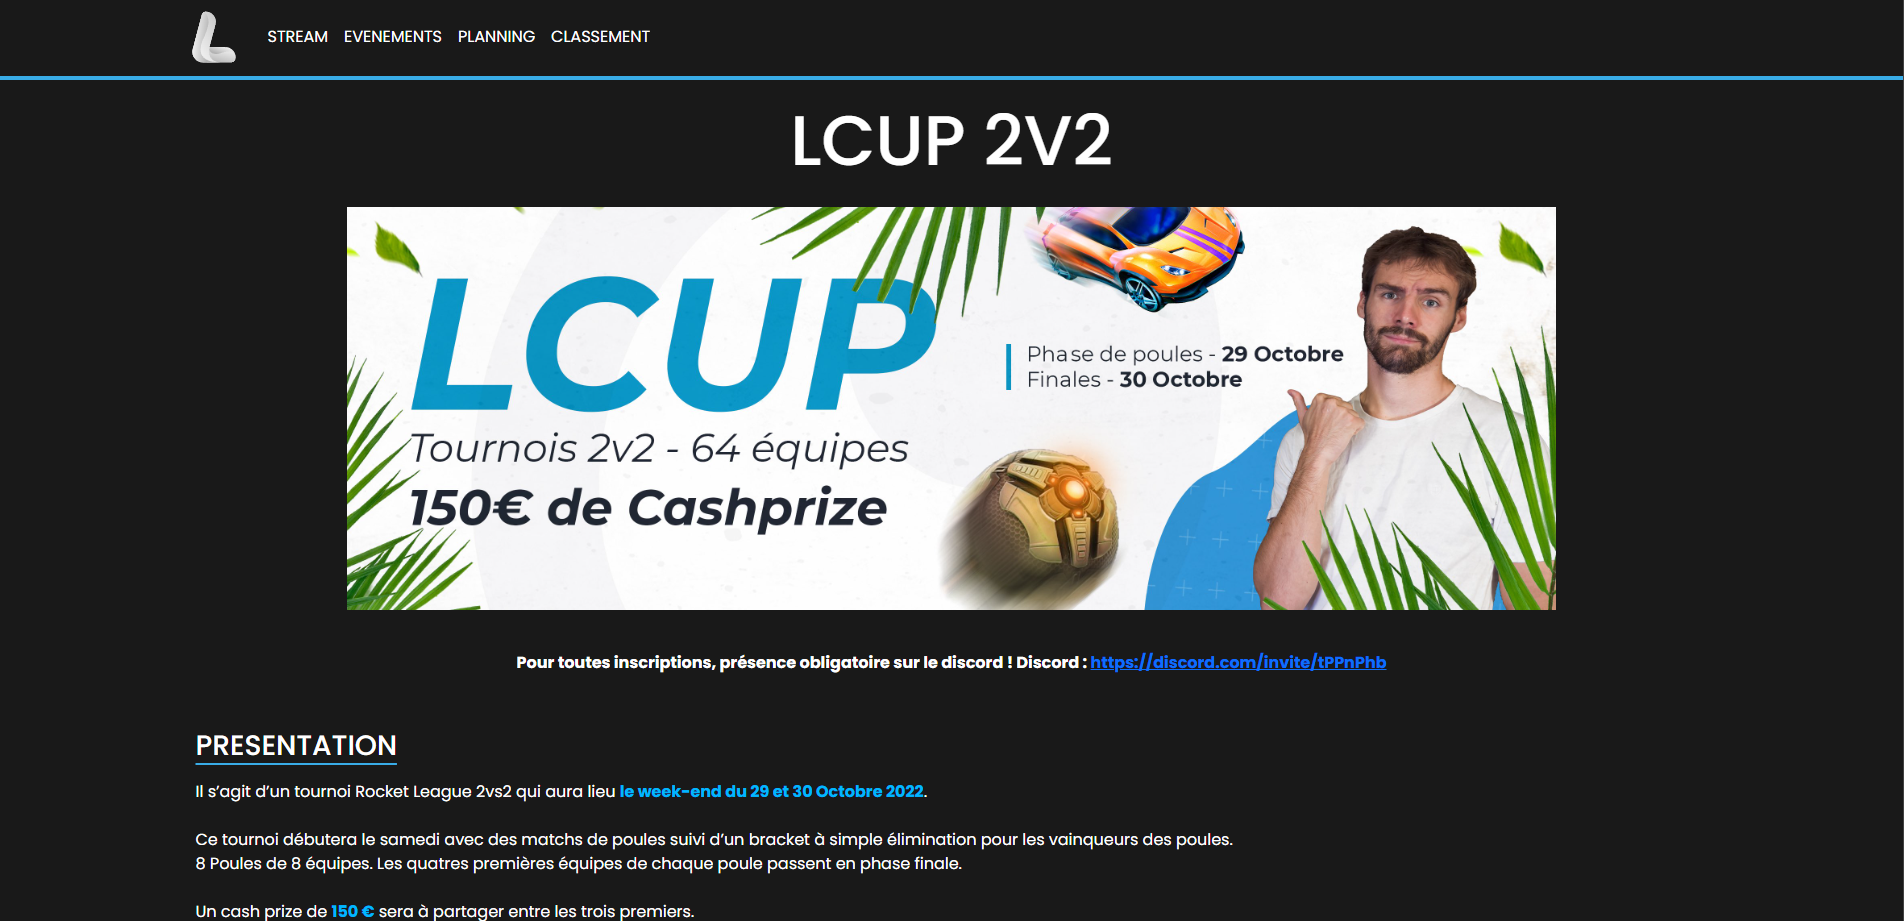 STREAM EVENEMENTS PLANNING CLASSEMENT
LCUP 2V2
LCUP
Tournois 2v2 - 64 équipes
150€ de Cashprize
Phase de poules - 29 Octobre
Finales - 30 Octobre
Pour toutes inscriptions, présence obligatoire sur le discord ! Discord : https://discord.com/invite/tPPnPhb
PRESENTATION
Il s’agit d’un tournoi Rocket League 2vs2 qui aura lieu le week-end du 29 et 30 Octobre 2022.
Ce tournoi débutera le samedi avec des matchs de poules suivi d’un bracket à simple élimination pour les vainqueurs des poules.
8 Poules de 8 équipes. Les quatres premières équipes de chaque poule passent en phase finale.
Un cash prize de 150 € sera à partager entre les trois premiers.